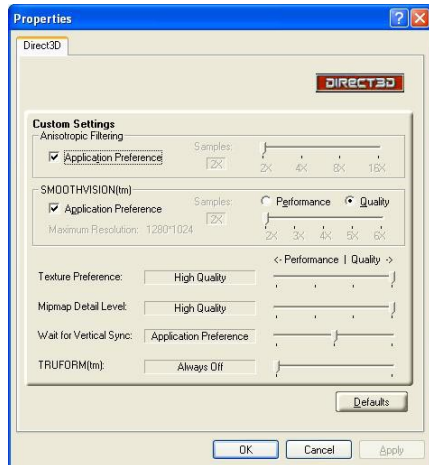 Properties
Direct3D
DIRECT3D
Custom Settings
Anisotropic Filtering
Application Preference
Samples:
2X
2X 4X 8X 16X
SMOOTHVISION(tm)
Application Preference
Samples:
2X
Performance Quality
Maximum Resolution: 1280*1024
2X 3X 4X 5X 6X
<- Performance | Quality ->
Texture Preference: High Quality
Mipmap Detail Level: High Quality
Wait for Vertical Sync: Application Preference
TRUFORM(tm): Always Off
Defaults
OK Cancel Apply